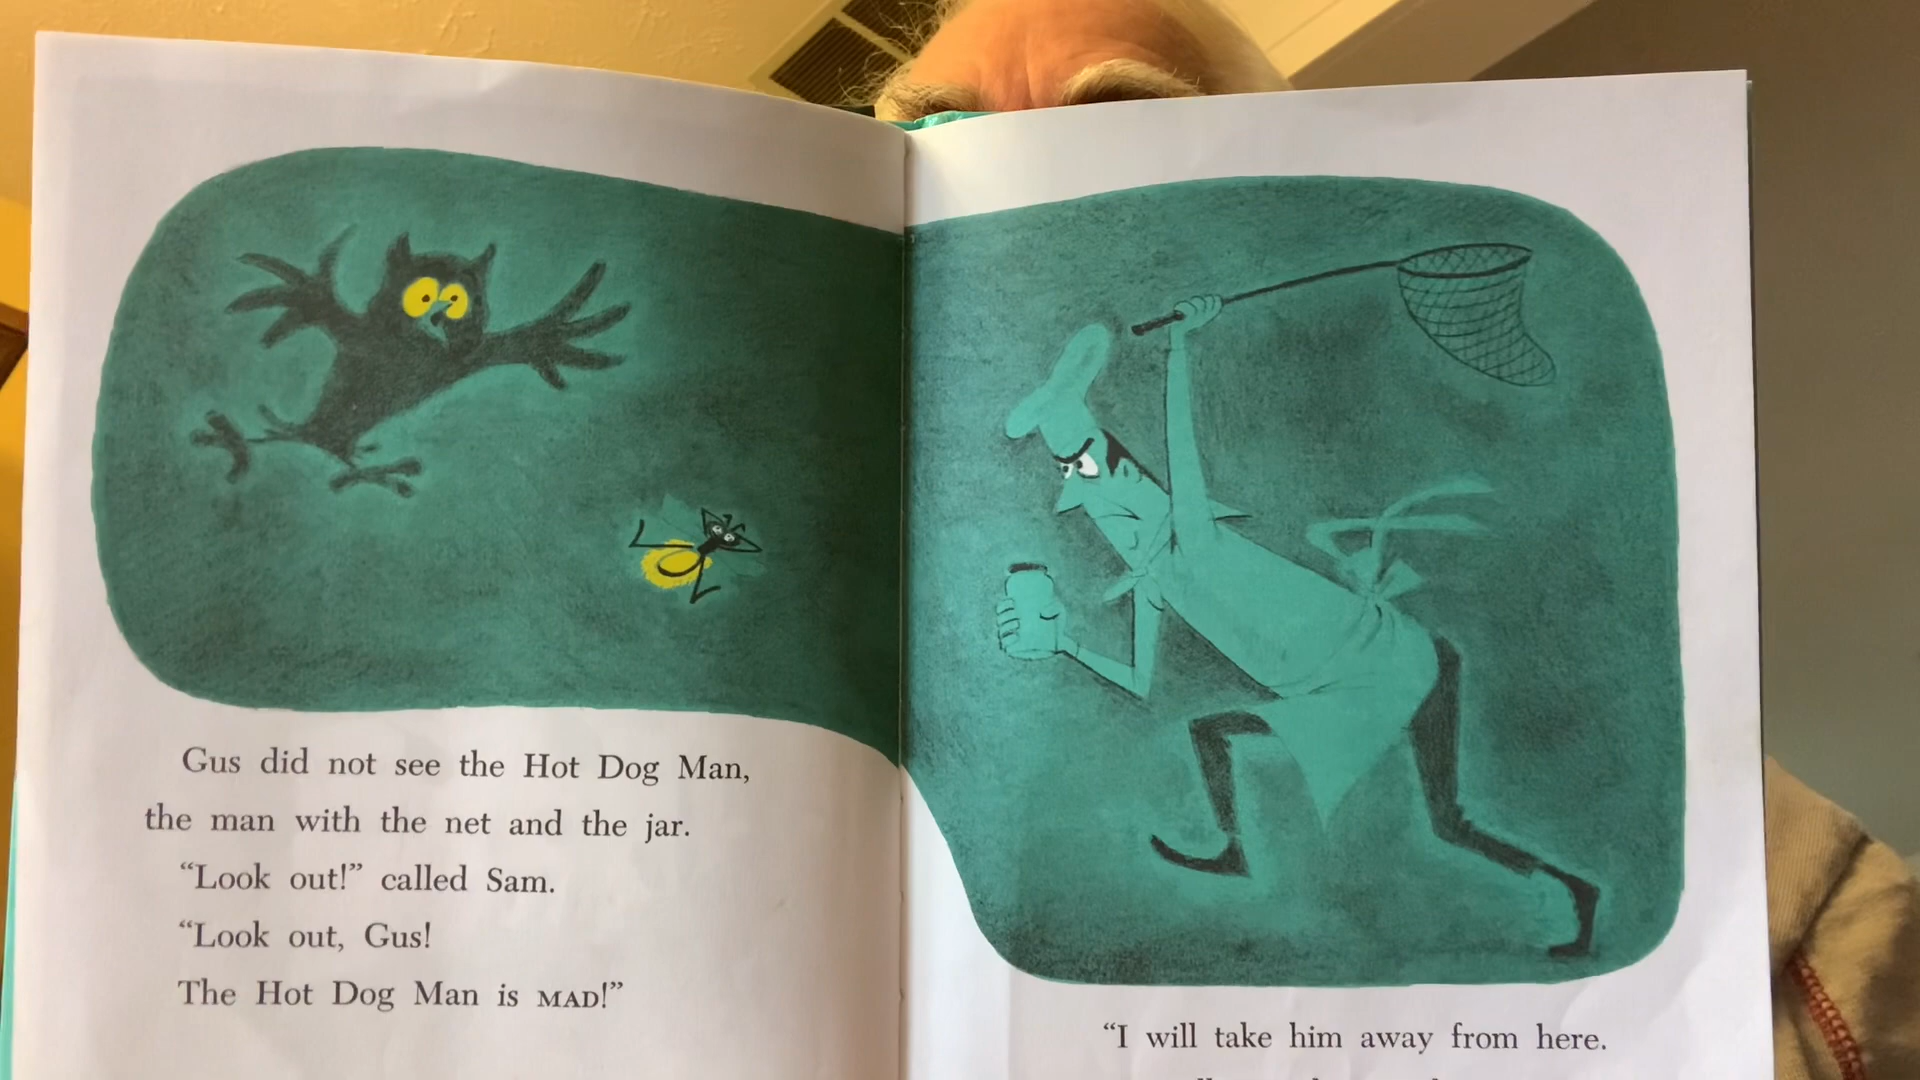 Gus did not see the Hot Dog Man,
the man with the net and the jar.
“Look out!” called Sam.
“Look out, Gus!
The Hot Dog Man is MAD!”
“I will take him away from here.